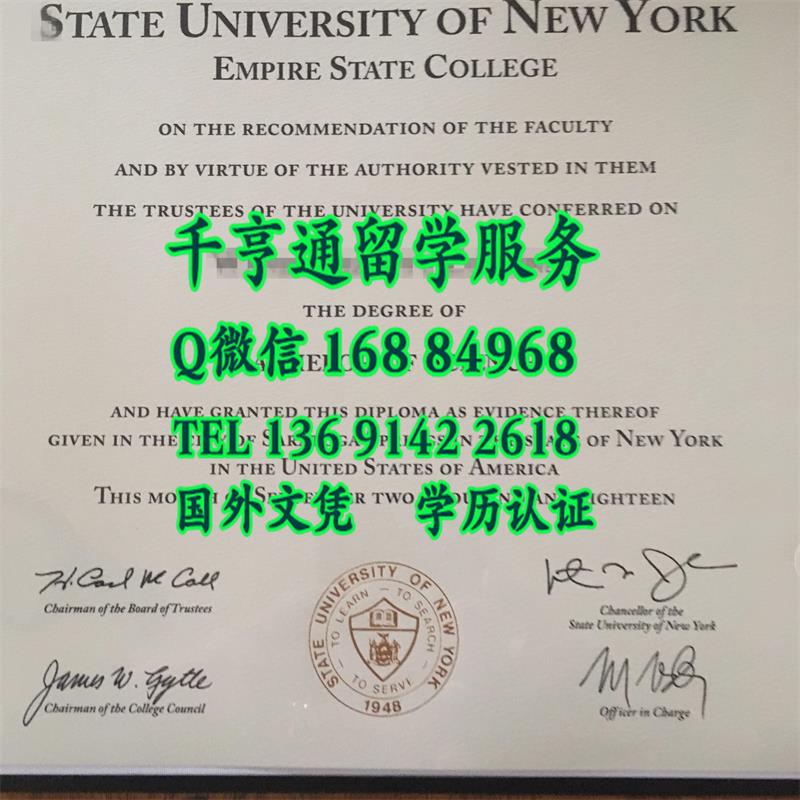 STATE UNIVERSITY OF NEW YORK
EMPIRE STATE COLLEGE
ON THE RECOMMENDATION OF THE FACULTY
AND BY VIRTUE OF THE AUTHORITY VESTED IN THEM
THE TRUSTEES OF THE UNIVERSITY HAVE CONFERRED ON
千亨通留学服务
THE DEGREE OF
Q微信 168 84968
AND HAVE GRANTED THIS DIPLOMA AS EVIDENCE THEREOF
TEL 136 9142 2618
GIVEN IN THE OF NEW YORK
IN THE UNITED STATES OF AMERICA
THIS EIGHTEEN
国外文凭 学历认证
H. Carl McCall
Chairman of the Board of Trustees
Chancellor of the
State University of New York
James W. Lytle
Chairman of the College Council
Officer in Charge
STATE UNIVERSITY OF NEW YORK
TO LEARN – TO SEARCH – TO SERVE
1948